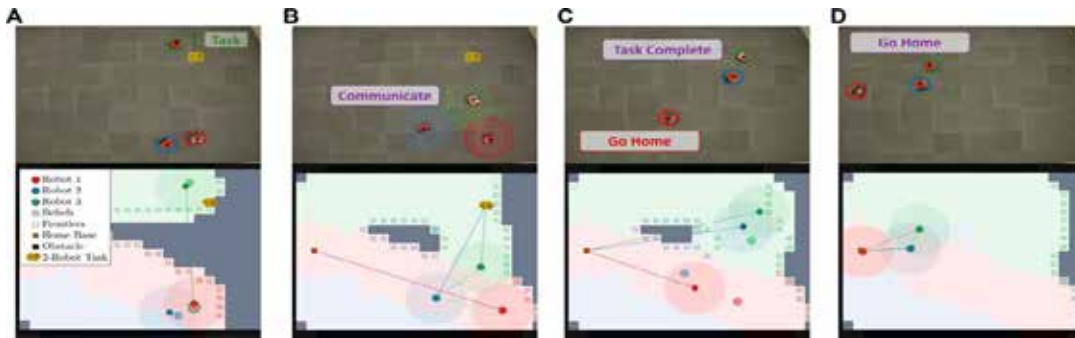 A
B
C
D
Task
Communicate
Task Complete
Go Home
Go Home
Robot 1
Robot 2
Robot 3
Beliefs
Frontiers
Home Base
Obstacle
2-Robot Task